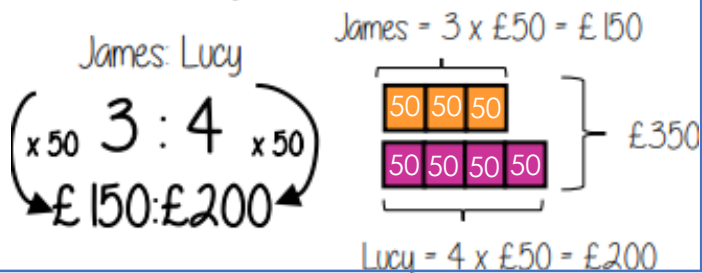 James: Lucy
x 50 3 : 4 x 50
£150:£200
James = 3 x £50 = £150
50 50 50
50 50 50 50
£350
Lucy = 4 x £50 = £200